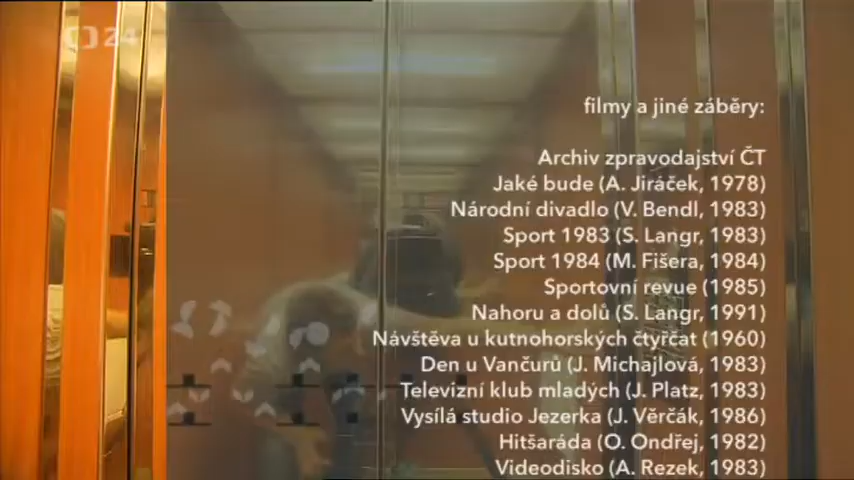 24
filmy a jiné záběry:
Archiv zpravodajství ČT
Jaké bude (A. Jiráček, 1978)
Národní divadlo (V. Bendl, 1983)
Sport 1983 (S. Langr, 1983)
Sport 1984 (M. Fišera, 1984)
Sportovní revue (1985)
Nahoru a dolů (S. Langr, 1991)
Návštěva u kutnohorských čtyřčat (1960)
Den u Vančurů (J. Michajlová, 1983)
Televizní klub mladých (J. Platz, 1983)
Vysílá studio Jezerka (J. Věrčák, 1986)
Hitšaráda (O. Ondřej, 1982)
Videodisko (A. Rezek, 1983)